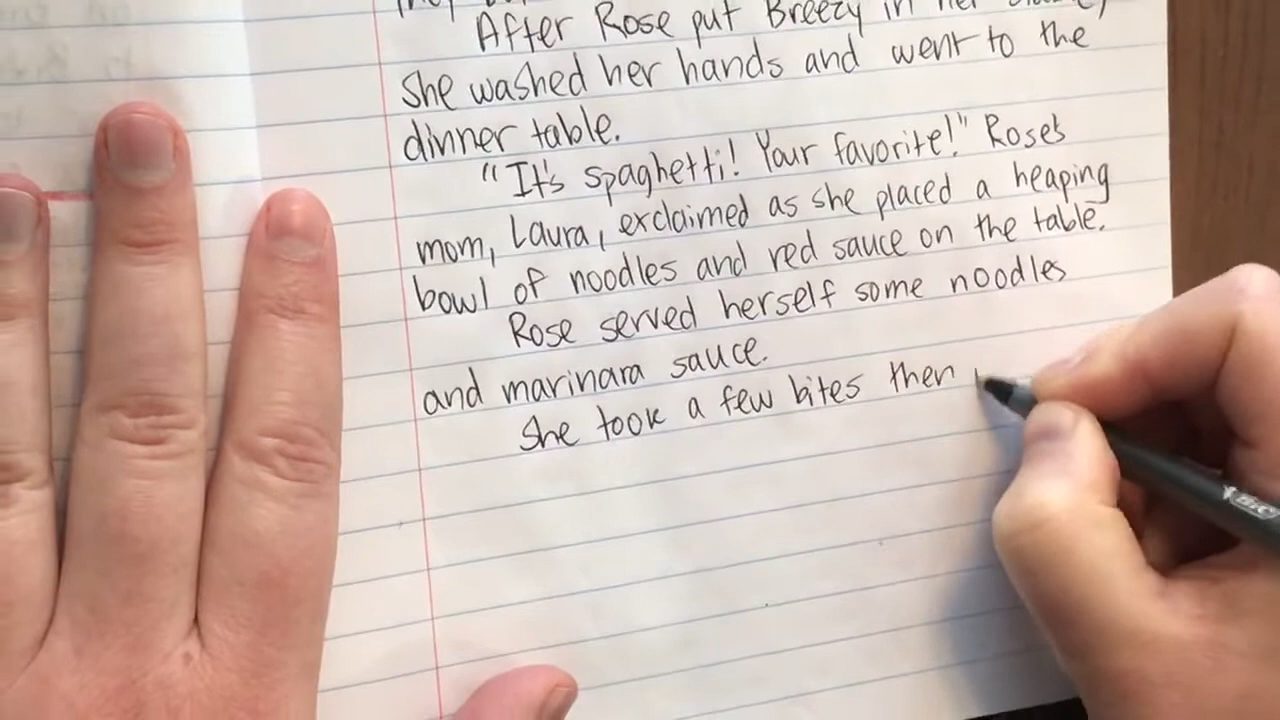 After Rose put Breezy in her
she washed her hands and went to the
dinner table.
"It's spaghetti! Your favorite!" Rose's
mom, Laura, exclaimed as she placed a heaping
bowl of noodles and red sauce on the table.
Rose served herself some noodles
and marinara sauce.
She took a few bites then
BIC